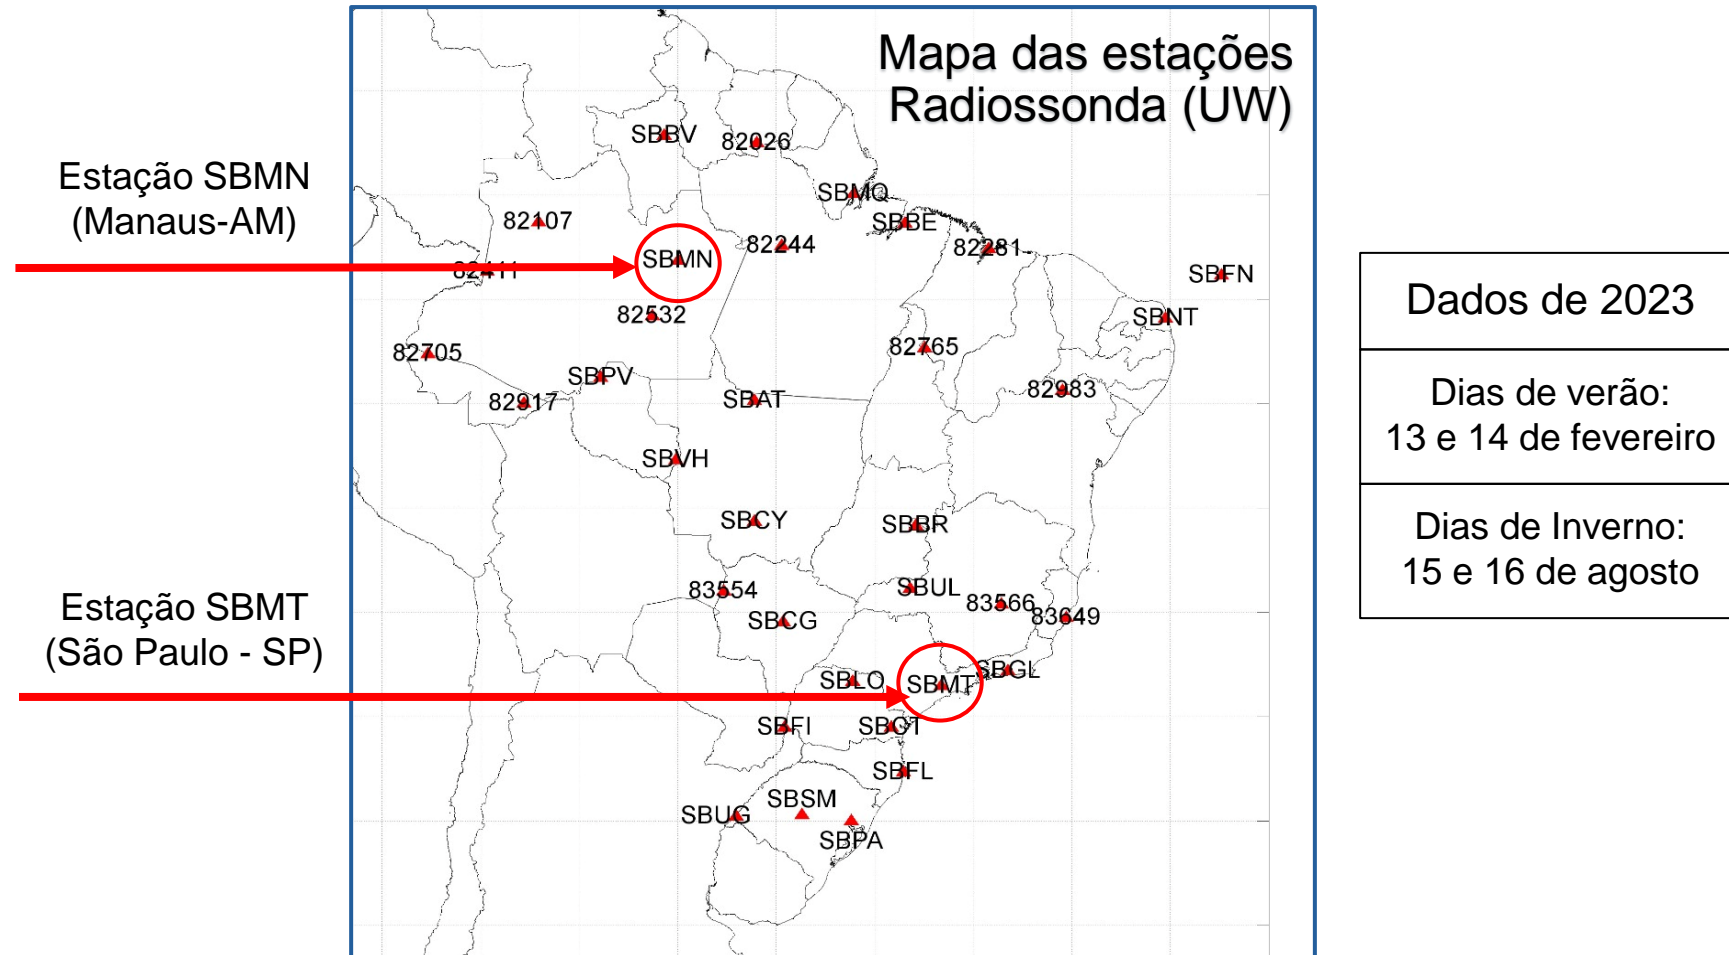 Mapa das estações
Radiossonda (UW)
Estação SBMN
(Manaus-AM)
Estação SBMT
(São Paulo - SP)
SBBV
82026
SBMQ
SBBE
82107
82244
82281
SBMN
82411
SBFN
82532
SBNT
82705
82765
SBPV
82983
82917
SBAT
SBVH
SBCY
SBBR
83554
SBUL
83566
83649
SBCG
SBGL
SBLO
SBMT
SBFI
SBCT
SBFL
SBSM
SBUG
SBPA
Dados de 2023
Dias de verão:
13 e 14 de fevereiro
Dias de Inverno:
15 e 16 de agosto